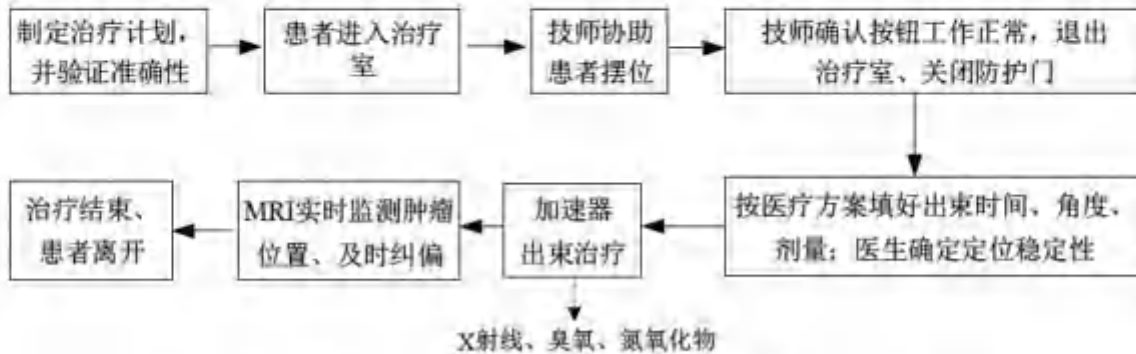 制定治疗计划,
并验证准确性
患者进入治疗
室
技师协助
患者摆位
技师确认按钮工作正常，退出
治疗室、关闭防护门
按医疗方案填好出束时间、角度、
剂量；医生确定定位稳定性
加速器
出束治疗
X射线、臭氧、氮氧化物
MRI实时监测肿瘤
位置、及时纠偏
治疗结束、
患者离开